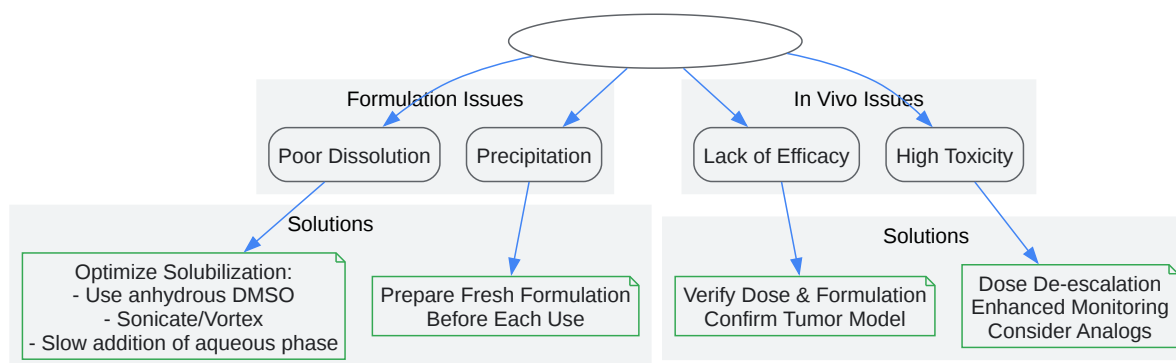 Formulation Issues
In Vivo Issues
Poor Dissolution
Precipitation
Lack of Efficacy
High Toxicity
Solutions
Optimize Solubilization:
- Use anhydrous DMSO
- Sonicate/Vortex
- Slow addition of aqueous phase
Prepare Fresh Formulation
Before Each Use
Solutions
Verify Dose & Formulation
Confirm Tumor Model
Dose De-escalation
Enhanced Monitoring
Consider Analogs